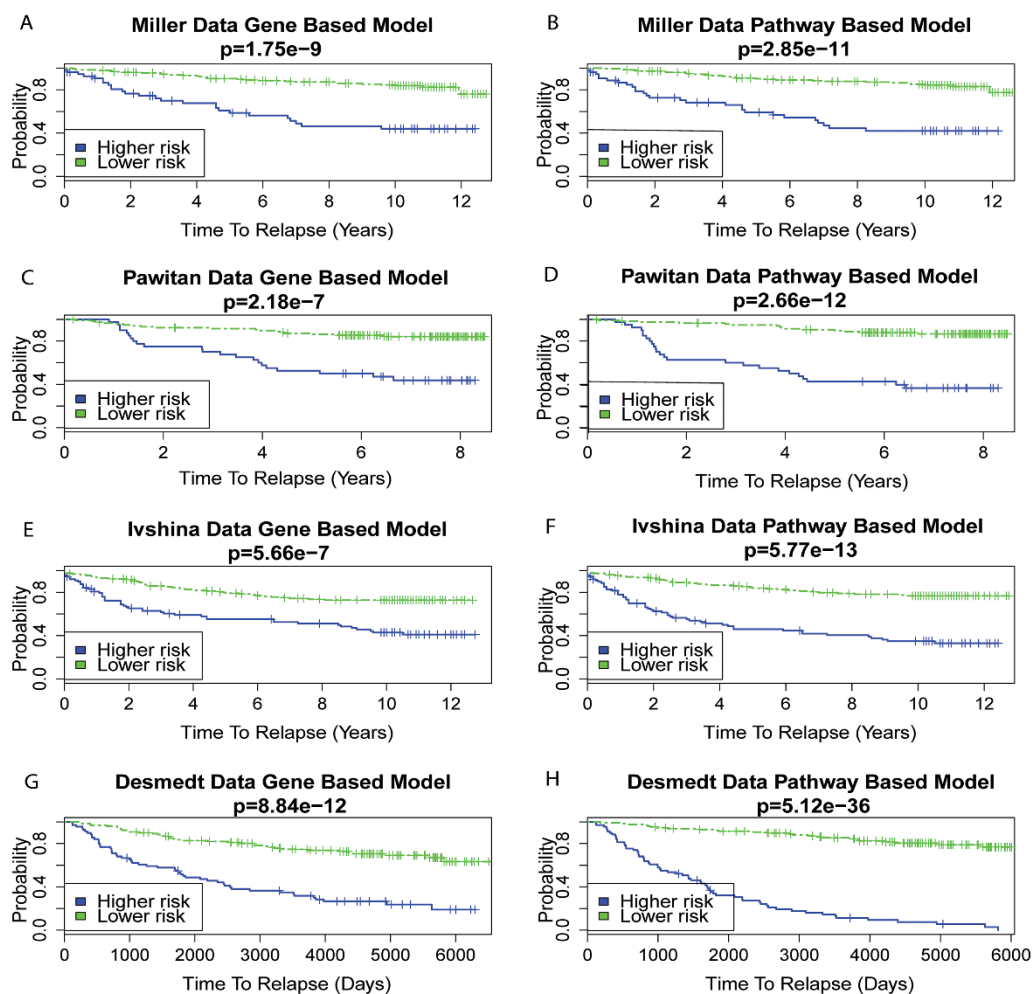 A
Miller Data Gene Based Model
p=1.75e−9
Probability
0.0 0.4 0.8
Higher risk
Lower risk
0 2 4 6 8 10 12
Time To Relapse (Years)
B
Miller Data Pathway Based Model
p=2.85e−11
Probability
0.0 0.4 0.8
Higher risk
Lower risk
0 2 4 6 8 10 12
Time To Relapse (Years)
C
Pawitan Data Gene Based Model
p=2.18e−7
Probability
0.0 0.4 0.8
Higher risk
Lower risk
0 2 4 6 8
Time To Relapse (Years)
D
Pawitan Data Pathway Based Model
p=2.66e−12
Probability
0.0 0.4 0.8
Higher risk
Lower risk
0 2 4 6 8
Time To Relapse (Years)
E
Ivshina Data Gene Based Model
p=5.66e−7
Probability
0.0 0.4 0.8
Higher risk
Lower risk
0 2 4 6 8 10 12
Time To Relapse (Years)
F
Ivshina Data Pathway Based Model
p=5.77e−13
Probability
0.0 0.4 0.8
Higher risk
Lower risk
0 2 4 6 8 10 12
Time To Relapse (Years)
G
Desmedt Data Gene Based Model
p=8.84e−12
Probability
0.0 0.4 0.8
Higher risk
Lower risk
0 1000 2000 3000 4000 5000 6000
Time To Relapse (Days)
H
Desmedt Data Pathway Based Model
p=5.12e−36
Probability
0.0 0.4 0.8
Higher risk
Lower risk
0 1000 2000 3000 4000 5000 6000
Time To Relapse (Days)